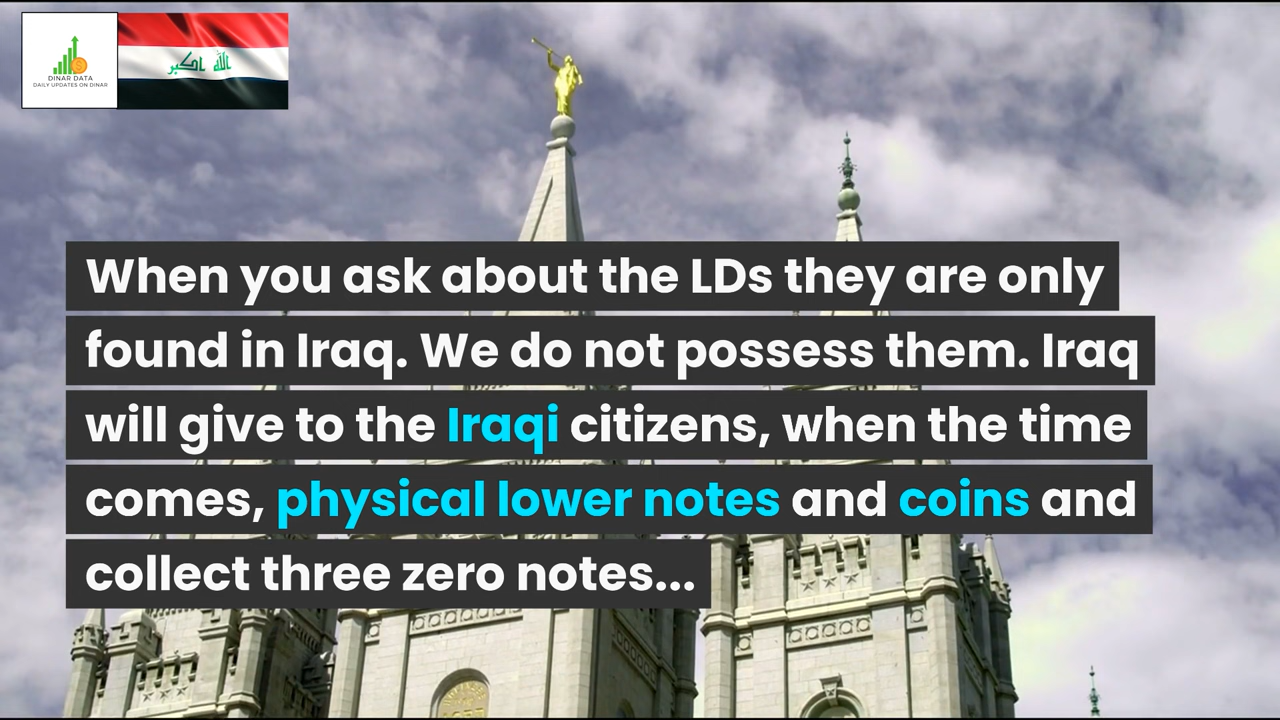 DINAR DATA
DAILY UPDATES ON DINAR
الله اكبر
When you ask about the LDs they are only
found in Iraq. We do not possess them. Iraq
will give to the Iraqi citizens, when the time
comes, physical lower notes and coins and
collect three zero notes...